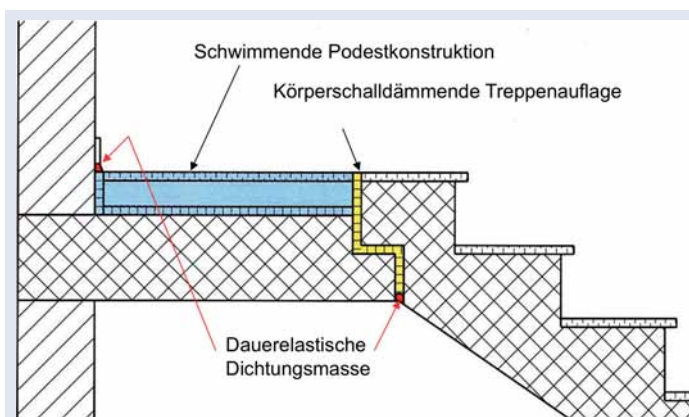 Schwimmende Podestkonstruktion
Körperschalldämmende Treppenauflage
Dauerelastische
Dichtungsmasse